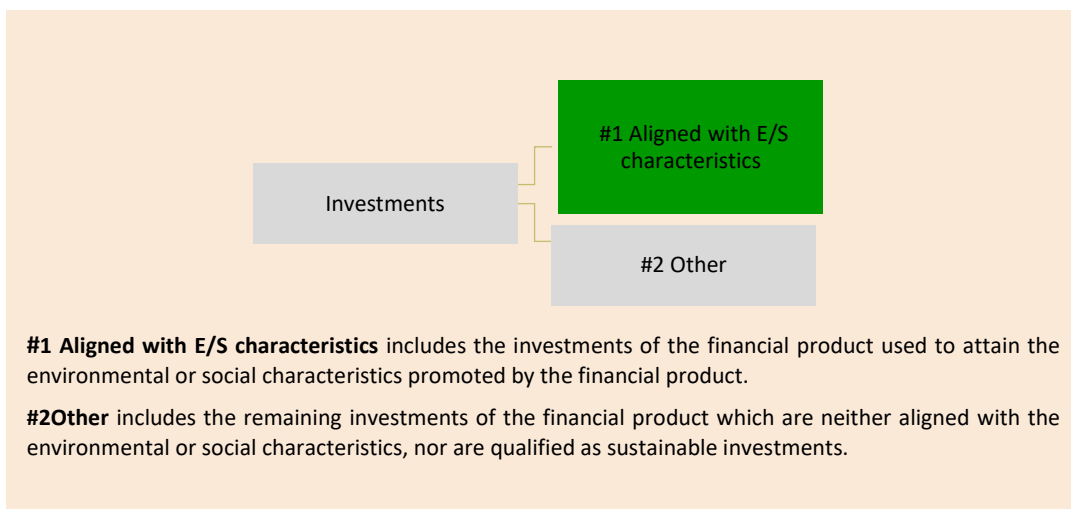 #1 Aligned with E/S
characteristics
Investments
#2 Other
#1 Aligned with E/S characteristics includes the investments of the financial product used to attain the
environmental or social characteristics promoted by the financial product.
#2Other includes the remaining investments of the financial product which are neither aligned with the
environmental or social characteristics, nor are qualified as sustainable investments.